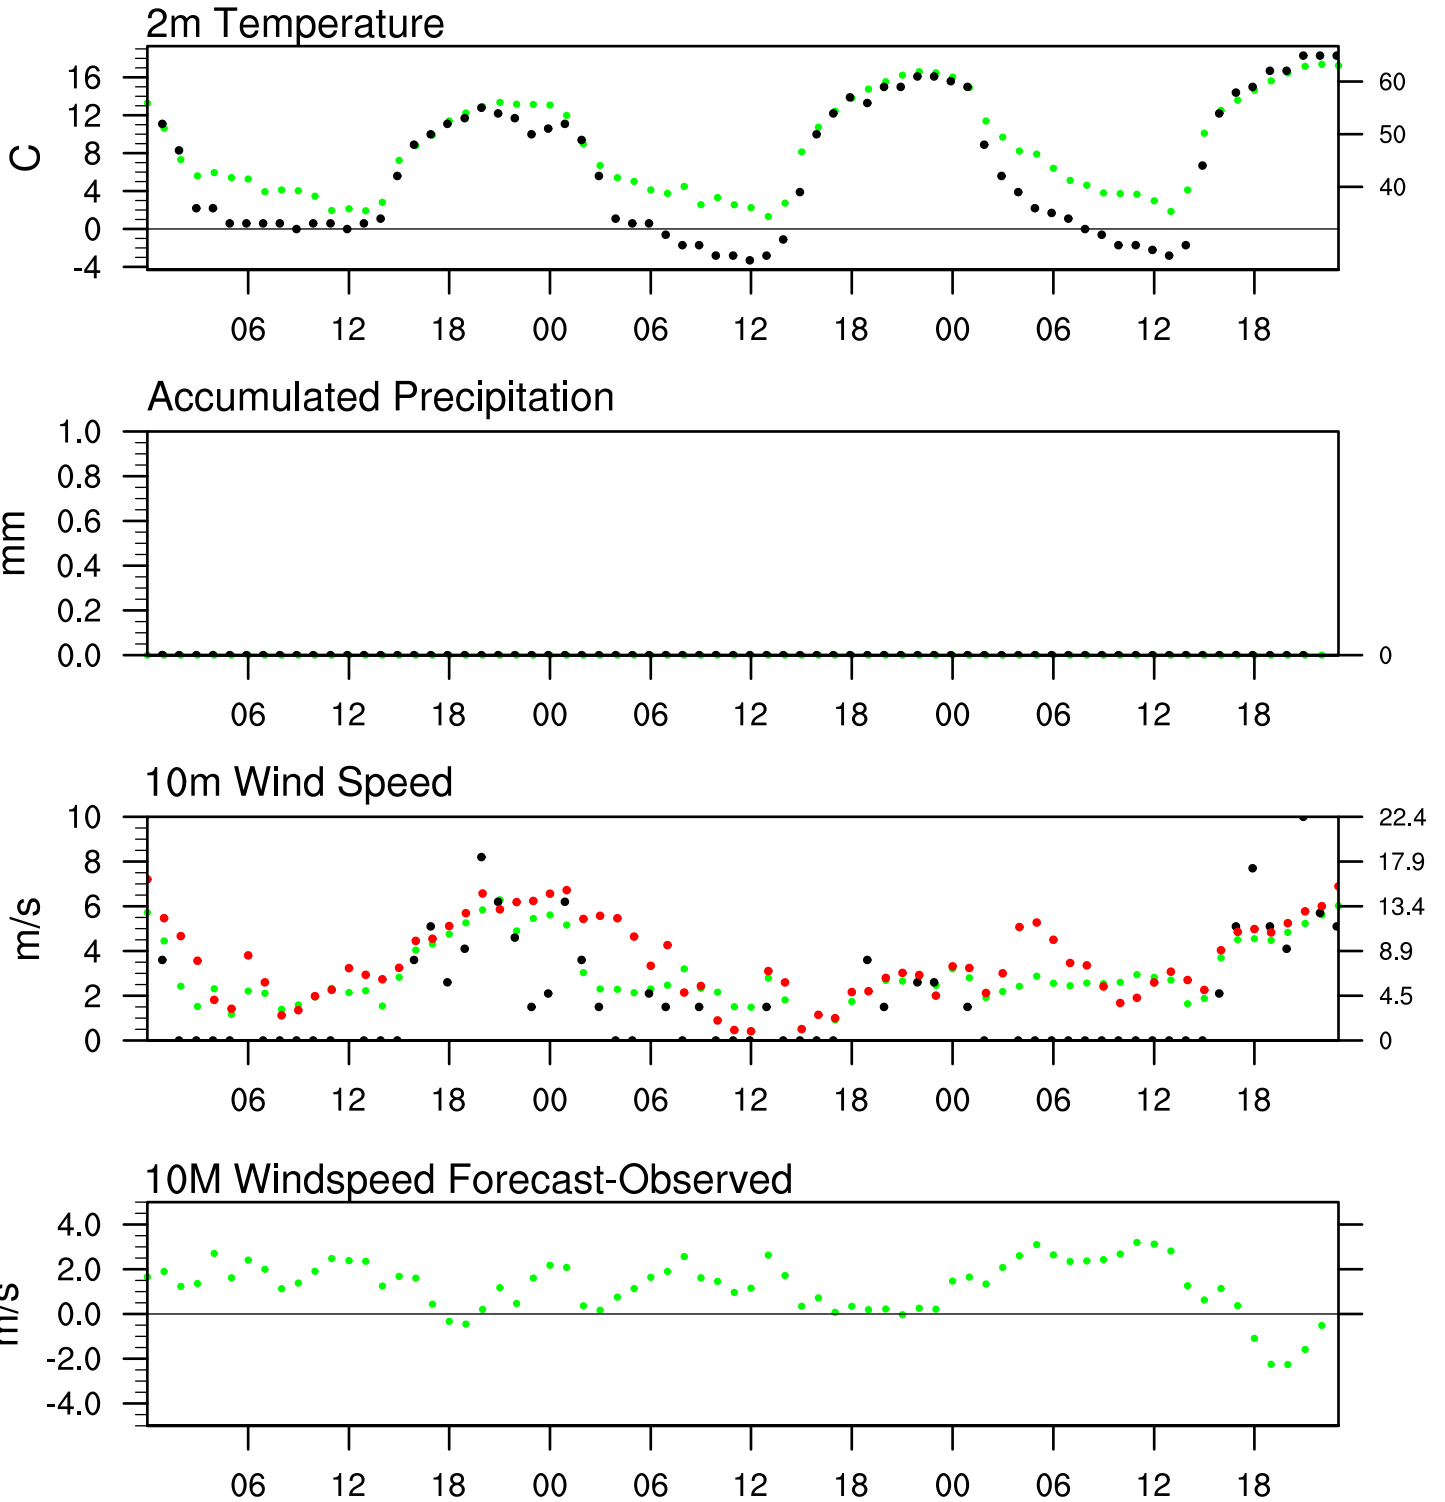 2m Temperature
16
12
8
4
0
-4
C
60
50
40
06 12 18 00 06 12 18 00 06 12 18
Accumulated Precipitation
1.0
0.8
0.6
0.4
0.2
0.0
mm
0
06 12 18 00 06 12 18 00 06 12 18
10m Wind Speed
10
8
6
4
2
0
m/s
22.4
17.9
13.4
8.9
4.5
0
06 12 18 00 06 12 18 00 06 12 18
10M Windspeed Forecast-Observed
4.0
2.0
0.0
-2.0
-4.0
m/s
06 12 18 00 06 12 18 00 06 12 18